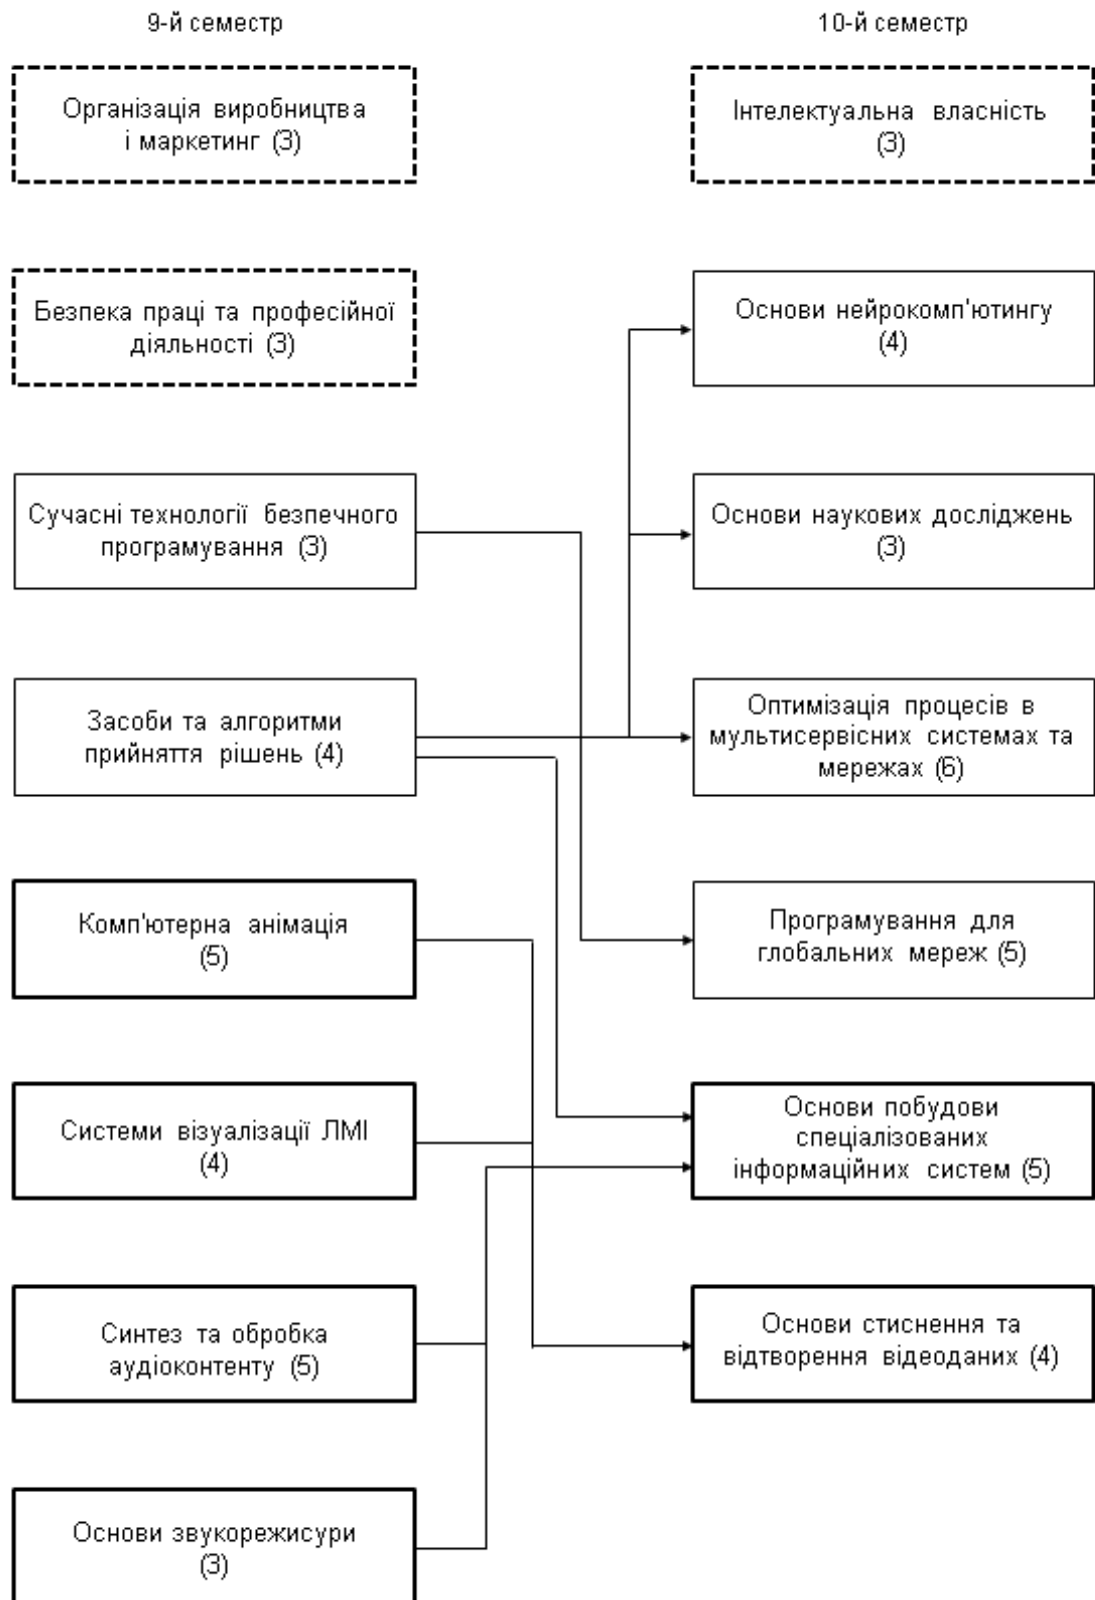 9-й семестр
10-й семестр
Організація виробництва
і маркетинг (3)
Інтелектуальна власність
(3)
Безпека праці та професійної
діяльності (3)
Основи нейрокомп'ютингу
(4)
Сучасні технології безпечного
програмування (3)
Основи наукових досліджень
(3)
Засоби та алгоритми
прийняття рішень (4)
Оптимізація процесів в
мультисервісних системах та
мережах (6)
Комп'ютерна анімація
(5)
Програмування для
глобальних мереж (5)
Системи візуалізації ЛМІ
(4)
Основи побудови
спеціалізованих
інформаційних систем (5)
Синтез та обробка
аудіоконтенту (5)
Основи стиснення та
відтворення відеоданих (4)
Основи звукорежисури
(3)